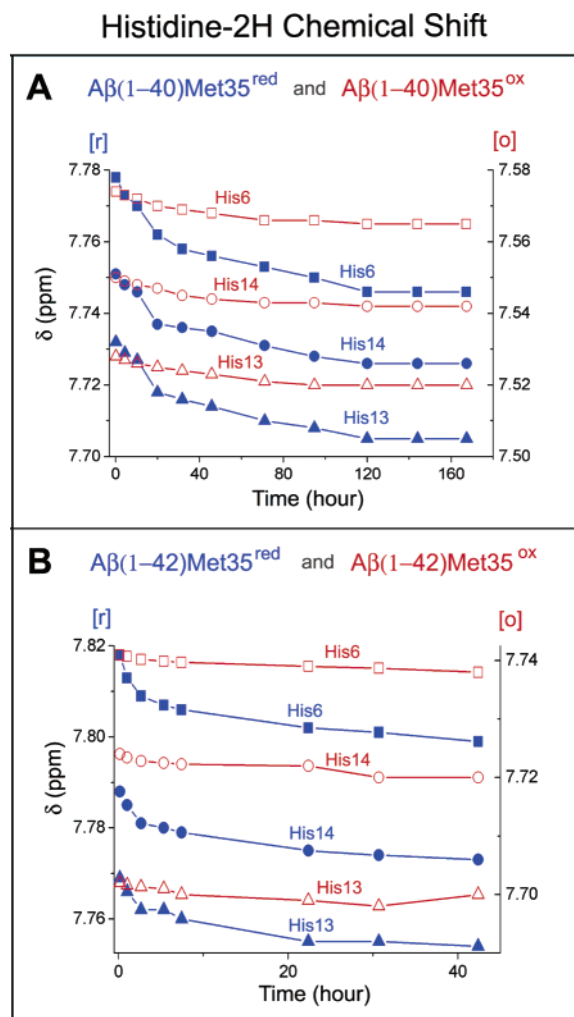 Histidine-2H Chemical Shift
A Aβ(1–40)Met35red and Aβ(1–40)Met35ox
[r] [o]
7.78 7.58
His6
7.76 7.56
His6
δ (ppm)
7.74 His14 7.54
His14
His13
7.72 7.52
His13
7.70 7.50
0 40 80 120 160
Time (hour)
B Aβ(1–42)Met35red and Aβ(1–42)Met35ox
[r] [o]
7.82
His6 7.74
His6
7.80
His14
δ (ppm)
7.72
7.78
His14
His13
7.70
7.76
His13
0 20 40
Time (hour)